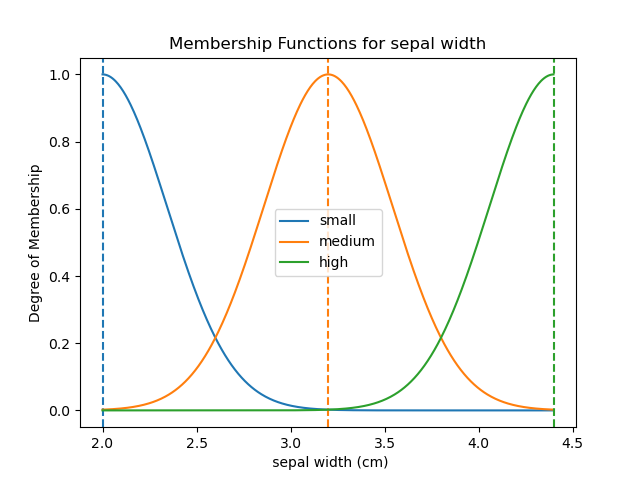 Membership Functions for sepal width
1.0
0.8
0.6
0.4
0.2
0.0
Degree of Membership
small
medium
high
2.0 2.5 3.0 3.5 4.0 4.5
sepal width (cm)